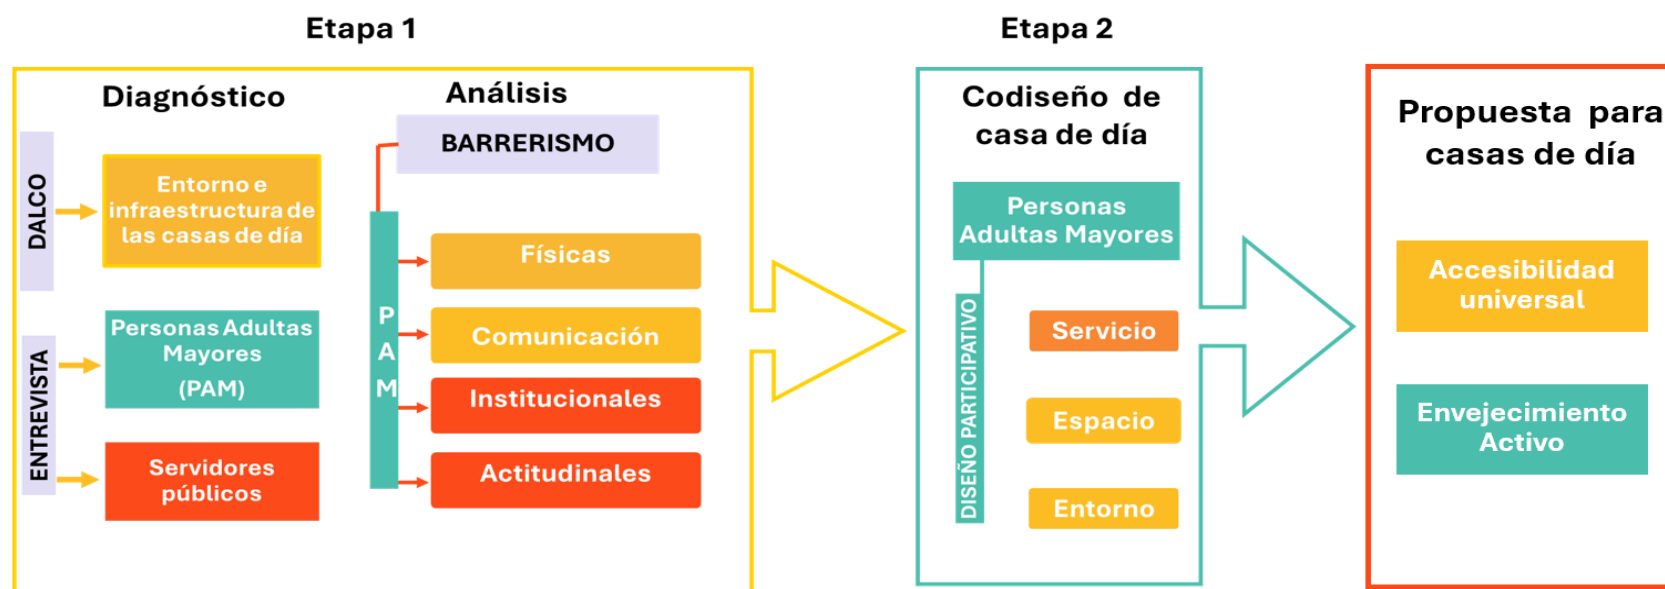 Etapa 1
Diagnóstico
DALCO
Entorno e
infraestructura de
las casas de día
ENTREVISTA
Personas Adultas
Mayores
(PAM)
Servidores
públicos
Análisis
BARRERISMO
PAM
Físicas
Comunicación
Institucionales
Actitudinales
Etapa 2
Codiseño de
casa de día
Personas
Adultas Mayores
DISEÑO PARTICIPATIVO
Servicio
Espacio
Entorno
Propuesta para
casas de día
Accesibilidad
universal
Envejecimiento
Activo